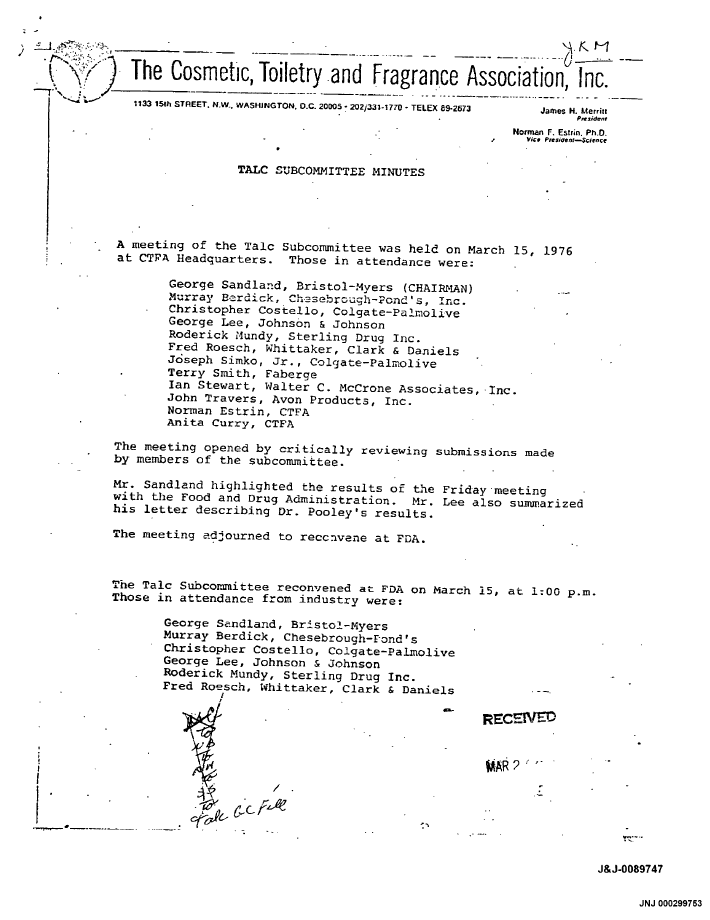 JKM
The Cosmetic, Toiletry and Fragrance Association, Inc.
1133 15th STREET, N.W., WASHINGTON, D.C. 20005 - 202/331-1770 - TELEX 89-2673
James H. Merritt
President
Norman F. Estrin, Ph.D.
Vice President—Science
TALC SUBCOMMITTEE MINUTES
A meeting of the Talc Subcommittee was held on March 15, 1976
at CTFA Headquarters. Those in attendance were:
George Sandland, Bristol-Myers (CHAIRMAN)
Murray Berdick, Chesebrough-Pond's, Inc.
Christopher Costello, Colgate-Palmolive
George Lee, Johnson & Johnson
Roderick Mundy, Sterling Drug Inc.
Fred Roesch, Whittaker, Clark & Daniels
Joseph Simko, Jr., Colgate-Palmolive
Terry Smith, Faberge
Ian Stewart, Walter C. McCrone Associates, Inc.
John Travers, Avon Products, Inc.
Norman Estrin, CTFA
Anita Curry, CTFA
The meeting opened by critically reviewing submissions made
by members of the subcommittee.
Mr. Sandland highlighted the results of the Friday meeting
with the Food and Drug Administration. Mr. Lee also summarized
his letter describing Dr. Pooley's results.
The meeting adjourned to reconvene at FDA.
The Talc Subcommittee reconvened at FDA on March 15, at 1:00 p.m.
Those in attendance from industry were:
George Sandland, Bristol-Myers
Murray Berdick, Chesebrough-Pond's
Christopher Costello, Colgate-Palmolive
George Lee, Johnson & Johnson
Roderick Mundy, Sterling Drug Inc.
Fred Roesch, Whittaker, Clark & Daniels
RECEIVED
MAR 2
Talc
J&J-0089747
JNJ 000299753